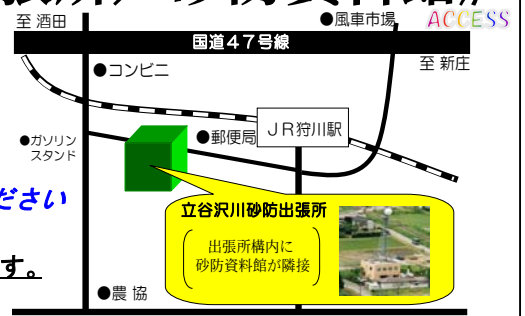 ACCESS
至 酒田
●風車市場
国道４７号線
至 新庄
●コンビニ
●ガソリン
スタンド
●郵便局
ＪＲ狩川駅
ださい
立谷沢川砂防出張所
出張所構内に
砂防資料館が隣接
す。
●農 協